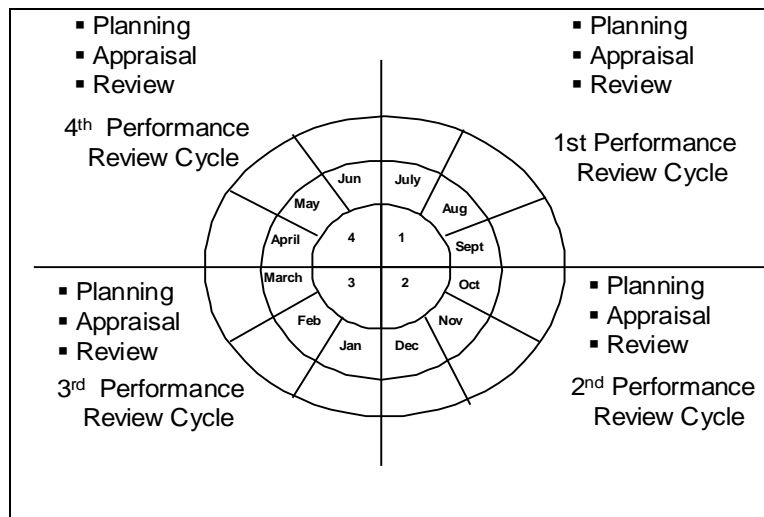 ▪ Planning
▪ Appraisal
▪ Review
4th Performance
Review Cycle
▪ Planning
▪ Appraisal
▪ Review
1st Performance
Review Cycle
Jun
July
May
Aug
April
4
1
Sept
March
3
2
Oct
Feb
Nov
Jan
Dec
▪ Planning
▪ Appraisal
▪ Review
3rd Performance
Review Cycle
▪ Planning
▪ Appraisal
▪ Review
2nd Performance
Review Cycle